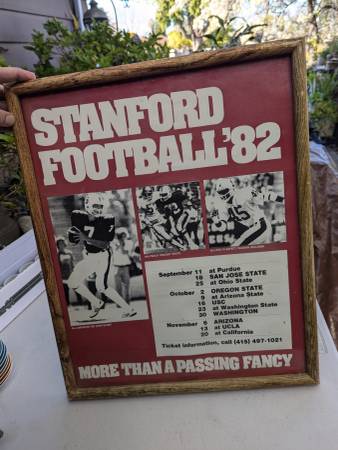 STANFORD
FOOTBALL '82
7
September 11 at Purdue
18 SAN JOSE STATE
25 at Ohio State
October 2 OREGON STATE
9 at Arizona State
16 USC
23 at Washington State
30 WASHINGTON
November 6 ARIZONA
13 at UCLA
20 at California
Ticket information, call (415) 497-1021
MORE THAN A PASSING FANCY